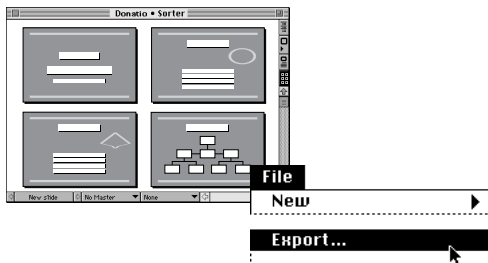 Donatio • Sorter
New slide No Master None
File
New
Export...